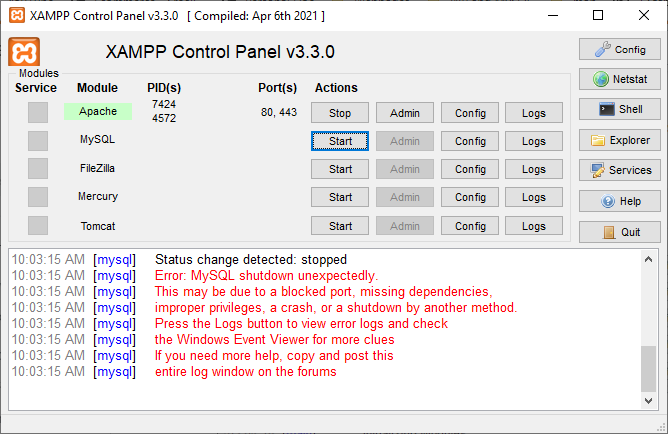 XAMPP Control Panel v3.3.0 [ Compiled: Apr 6th 2021 ]
XAMPP Control Panel v3.3.0
Config
Modules
Service Module PID(s) Port(s) Actions
Netstat
Apache 7424 4572 80, 443 Stop Admin Config Logs
Shell
MySQL Start Admin Config Logs
Explorer
FileZilla Start Admin Config Logs
Services
Mercury Start Admin Config Logs
Help
Tomcat Start Admin Config Logs
Quit
10:03:15 AM [mysql] Status change detected: stopped
10:03:15 AM [mysql] Error: MySQL shutdown unexpectedly.
10:03:15 AM [mysql] This may be due to a blocked port, missing dependencies,
10:03:15 AM [mysql] improper privileges, a crash, or a shutdown by another method.
10:03:15 AM [mysql] Press the Logs button to view error logs and check
10:03:15 AM [mysql] the Windows Event Viewer for more clues
10:03:15 AM [mysql] If you need more help, copy and post this
10:03:15 AM [mysql] entire log window on the forums